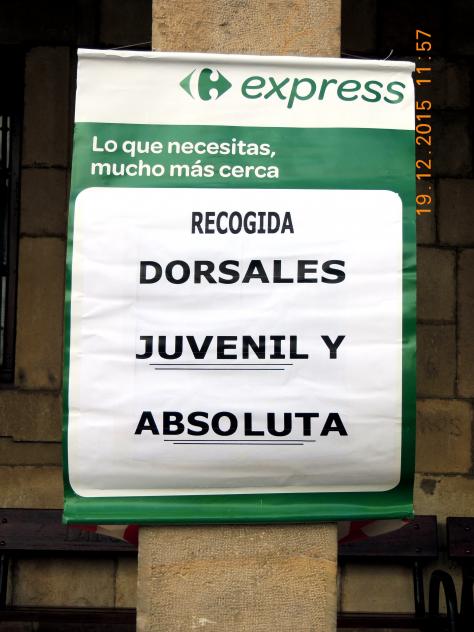 express
Lo que necesitas,
mucho más cerca
RECOGIDA
DORSALES
JUVENIL Y
ABSOLUTA
19.12.2015 11:57